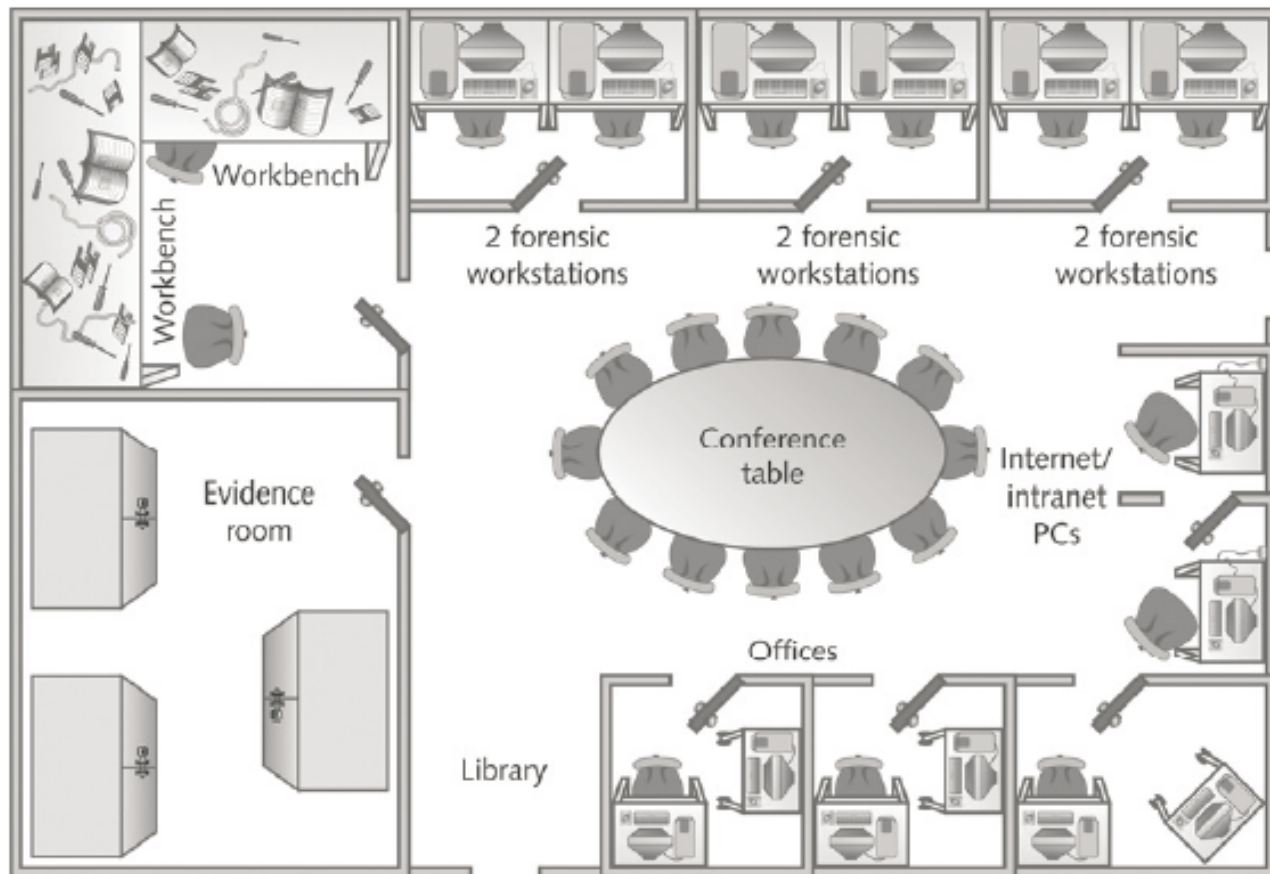 Workbench
Workbench
2 forensic
workstations
2 forensic
workstations
2 forensic
workstations
Conference
table
Internet/
intranet
PCs
Evidence
room
Offices
Library